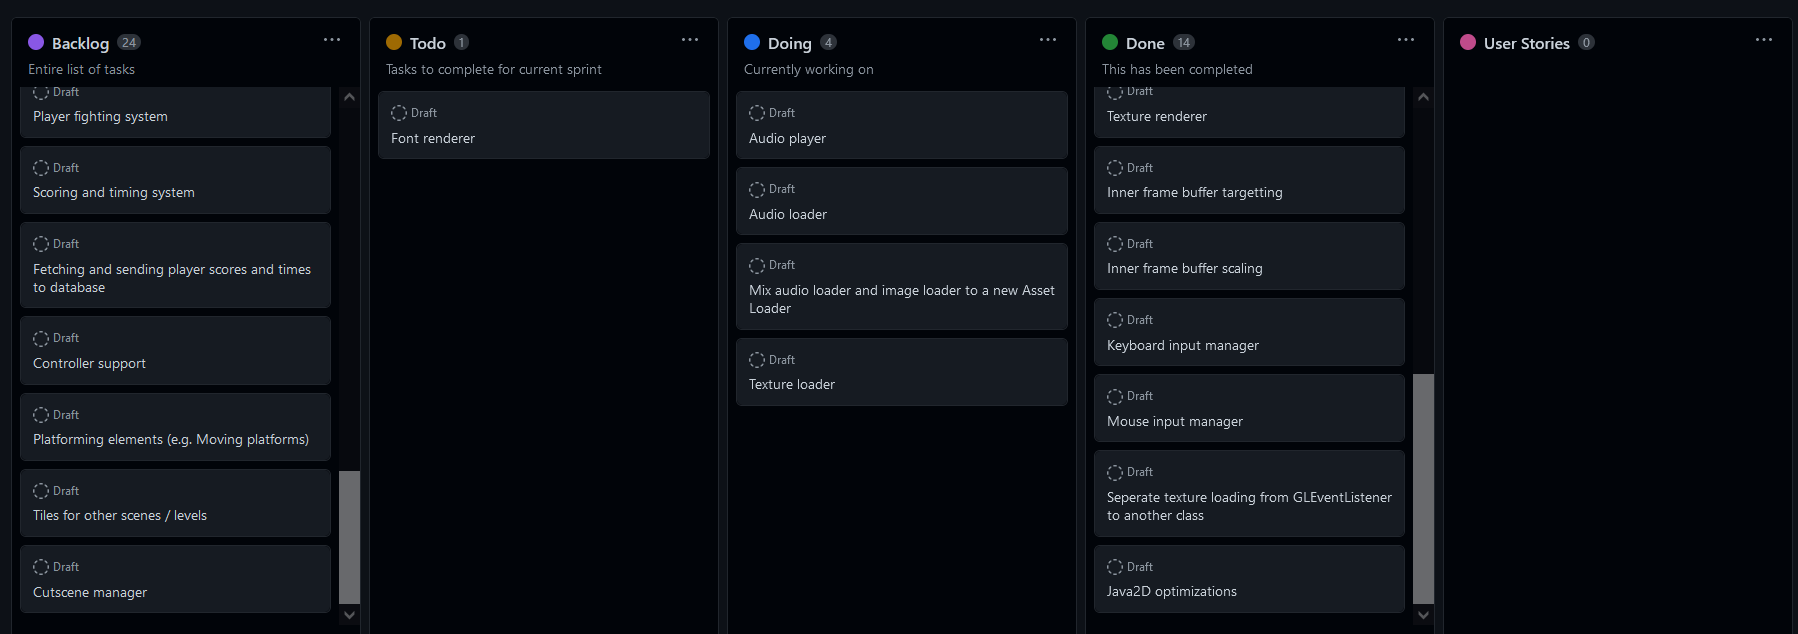 Backlog 24
Entire list of tasks
Draft
Player fighting system
Draft
Scoring and timing system
Draft
Fetching and sending player scores and times
to database
Draft
Controller support
Draft
Platforming elements (e.g. Moving platforms)
Draft
Tiles for other scenes / levels
Draft
Cutscene manager
Todo 1
Tasks to complete for current sprint
Draft
Font renderer
Doing 4
Currently working on
Draft
Audio player
Draft
Audio loader
Draft
Mix audio loader and image loader to a new Asset
Loader
Draft
Texture loader
Done 14
This has been completed
Draft
Texture renderer
Draft
Inner frame buffer targetting
Draft
Inner frame buffer scaling
Draft
Keyboard input manager
Draft
Mouse input manager
Draft
Seperate texture loading from GLEventListener
to another class
Draft
Java2D optimizations
User Stories 0